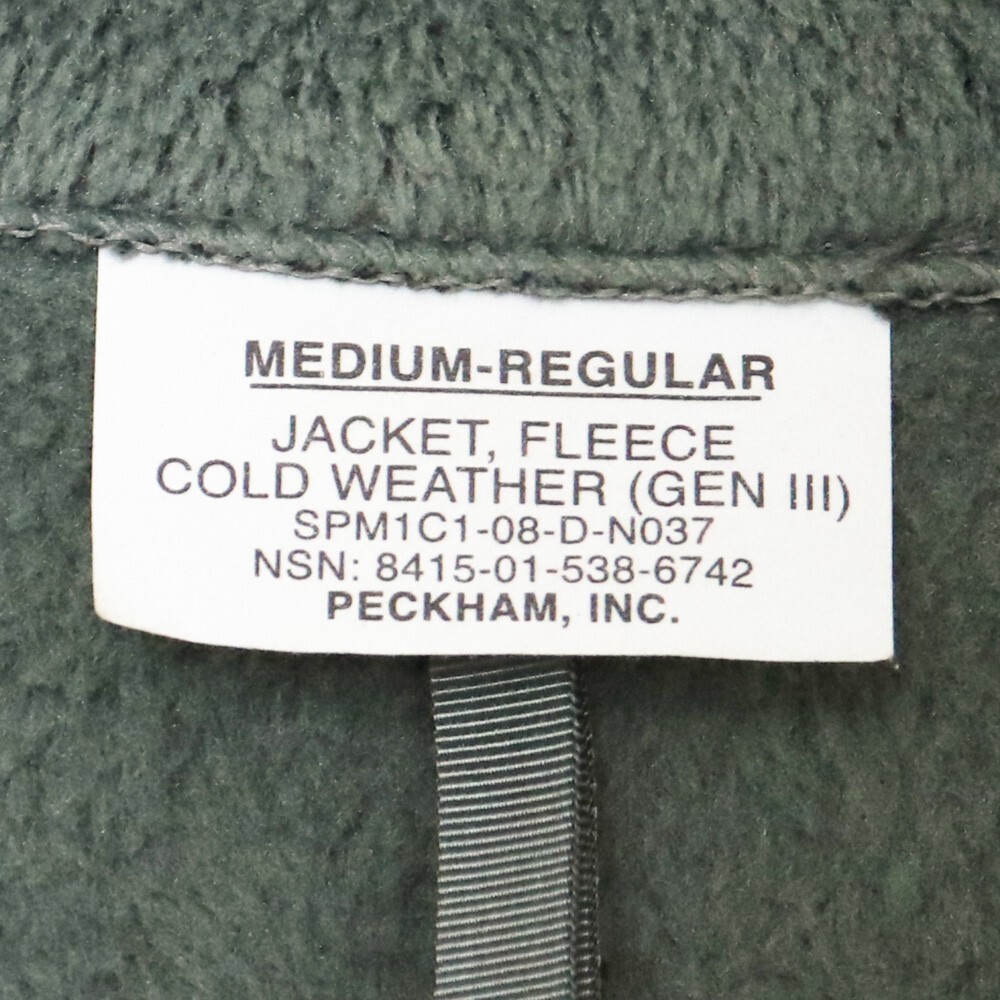 MEDIUM-REGULAR
JACKET, FLEECE
COLD WEATHER (GEN III)
SPM1C1-08-D-N037
NSN: 8415-01-538-6742
PECKHAM, INC.